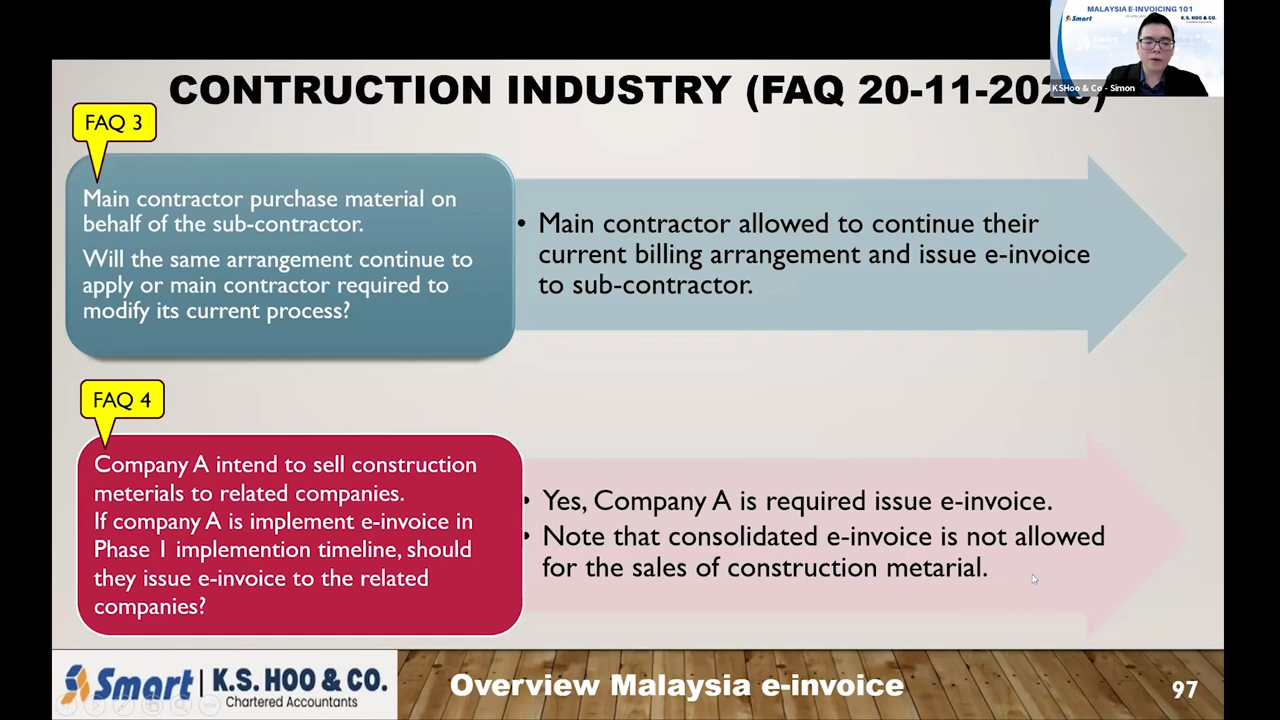 MALAYSIA E-INVOICING 101
Smart
K.S. HOO & CO.
KSHoo & Co - Simon
CONTRUCTION INDUSTRY (FAQ 20-11-202
FAQ 3
Main contractor purchase material on
behalf of the sub-contractor.
Will the same arrangement continue to
apply or main contractor required to
modify its current process?
• Main contractor allowed to continue their
current billing arrangement and issue e-invoice
to sub-contractor.
FAQ 4
Company A intend to sell construction
meterials to related companies.
If company A is implement e-invoice in
Phase 1 implemention timeline, should
they issue e-invoice to the related
companies?
• Yes, Company A is required issue e-invoice.
• Note that consolidated e-invoice is not allowed
for the sales of construction metarial.
Smart | K.S. HOO & CO.
Chartered Accountants
Overview Malaysia e-invoice
97